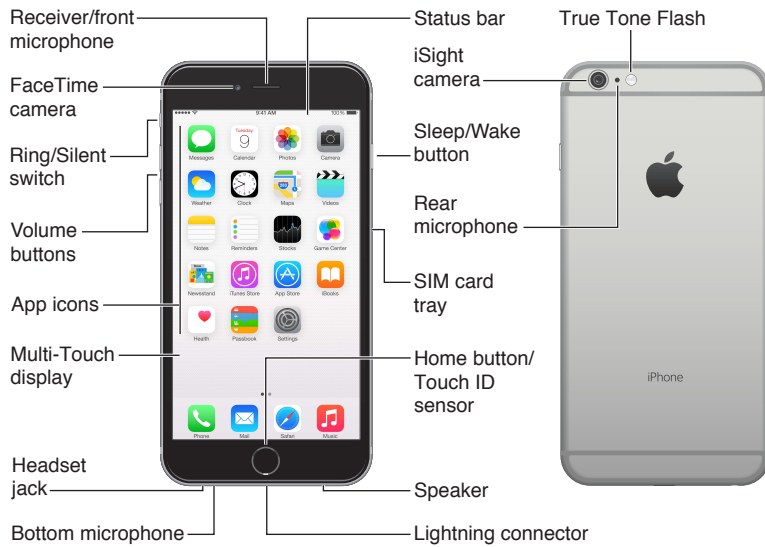 Receiver/front
microphone
Status bar
True Tone Flash
iSight
camera
FaceTime
camera
9:41 AM
100%
Tuesday
9
Messages
Calendar
Photos
Camera
Sleep/Wake
button
Ring/Silent
switch
Weather
Clock
Maps
Videos
Rear
microphone
Volume
buttons
Notes
Reminders
Stocks
Game Center
SIM card
tray
App icons
Newsstand
iTunes Store
App Store
iBooks
Health
Passbook
Settings
Multi-Touch
display
Home button/
Touch ID
sensor
iPhone
Phone
Mail
Safari
Music
Headset
jack
Speaker
Bottom microphone
Lightning connector